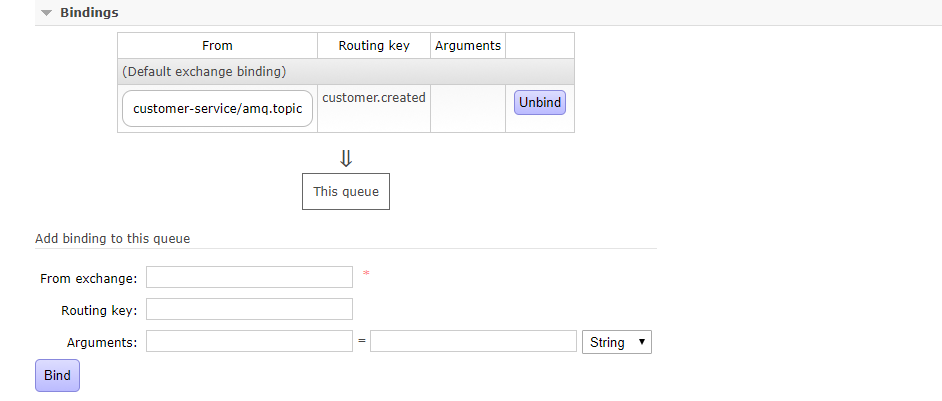 Bindings
From Routing key Arguments
(Default exchange binding)
customer-service/amq.topic customer.created Unbind
⇓
This queue
Add binding to this queue
From exchange: *
Routing key:
Arguments: = String
Bind